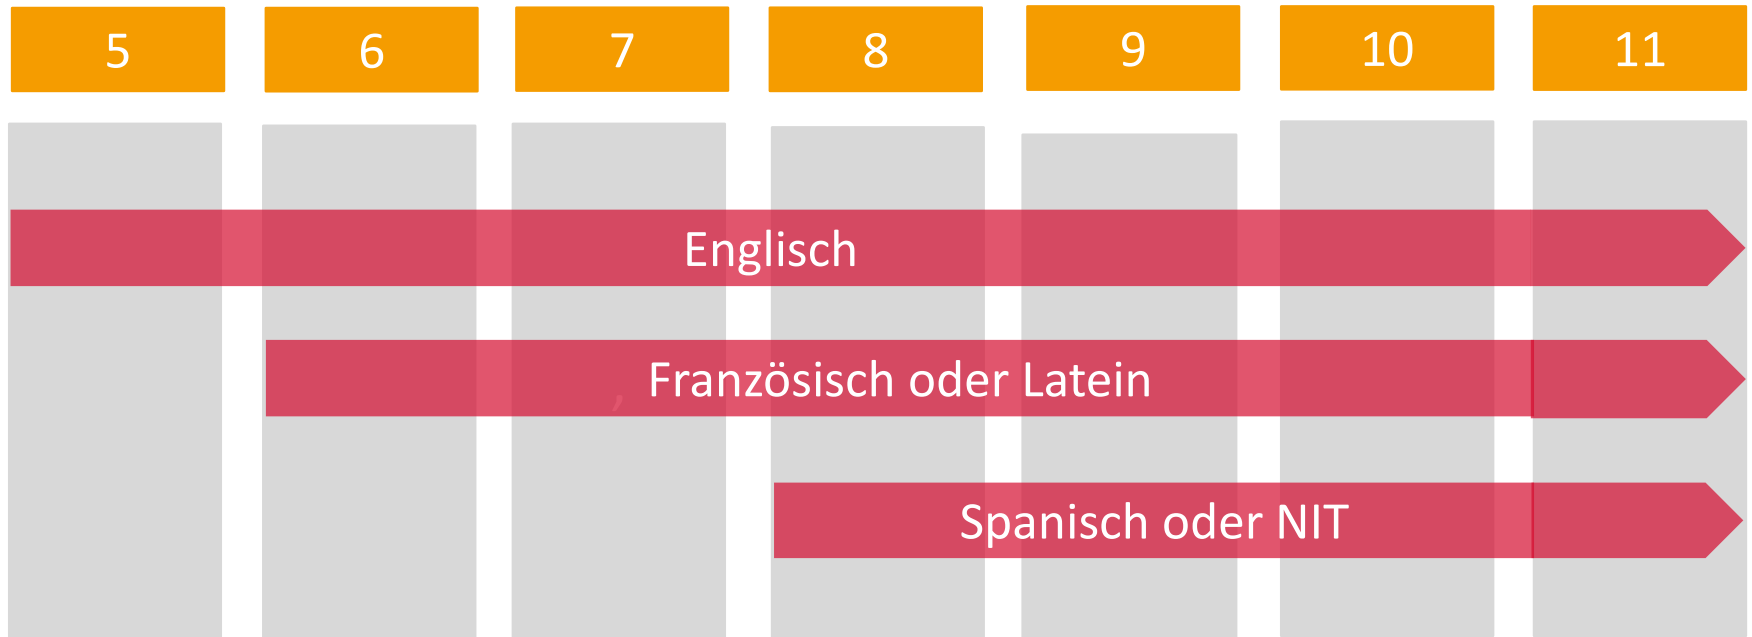 5 6 7 8 9 10 11
Englisch
, Französisch oder Latein
Spanisch oder NIT